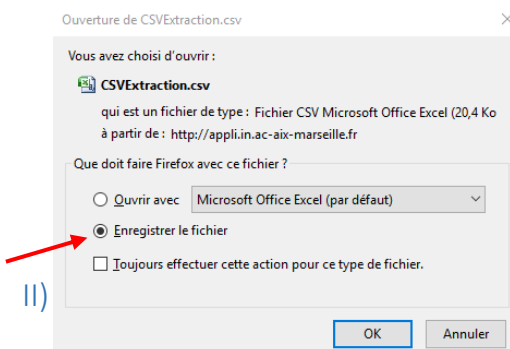 Ouverture de CSVExtraction.csv
Vous avez choisi d'ouvrir :
CSVExtraction.csv
qui est un fichier de type : Fichier CSV Microsoft Office Excel (20,4 Ko
à partir de : http://appli.in.ac-aix-marseille.fr
Que doit faire Firefox avec ce fichier ?
Ouvrir avec Microsoft Office Excel (par défaut)
Enregistrer le fichier
Toujours effectuer cette action pour ce type de fichier.
II)
OK Annuler